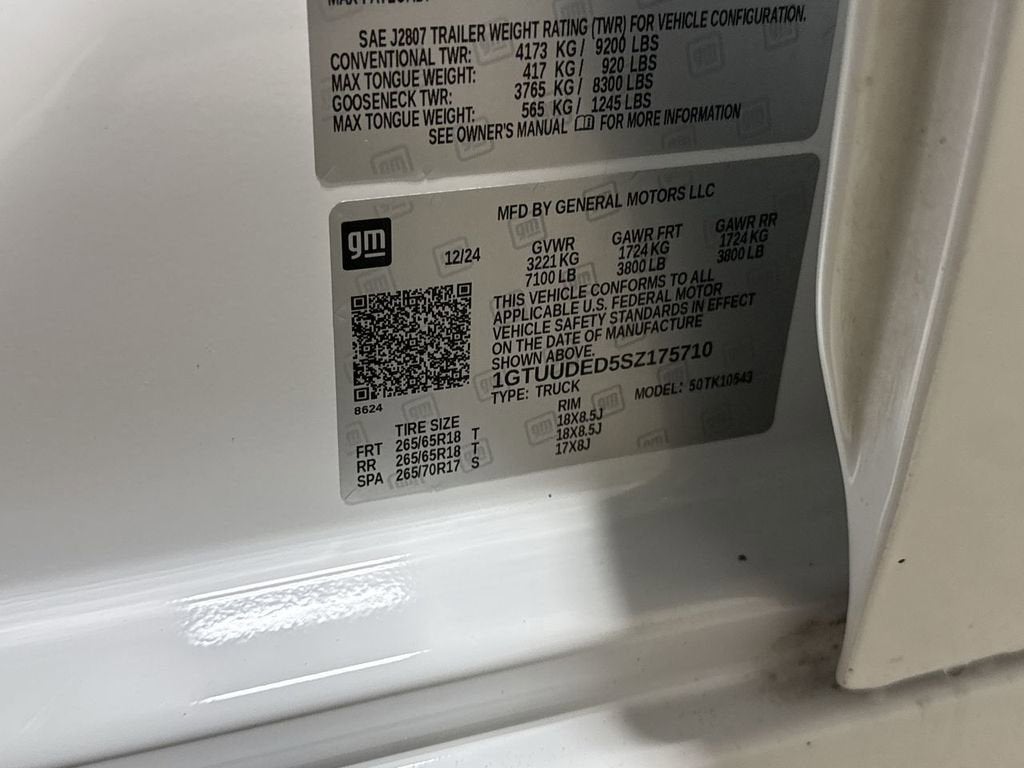 SAE J2807 TRAILER WEIGHT RATING (TWR) FOR VEHICLE CONFIGURATION.
CONVENTIONAL TWR: 4173 KG / 9200 LBS
MAX TONGUE WEIGHT: 417 KG / 920 LBS
GOOSENECK TWR: 3765 KG / 8300 LBS
MAX TONGUE WEIGHT: 565 KG / 1245 LBS
SEE OWNER'S MANUAL FOR MORE INFORMATION
gm
MFD BY GENERAL MOTORS LLC
12/24
GVWR GAWR FRT GAWR RR
3221 KG 1724 KG 1724 KG
7100 LB 3800 LB 3800 LB
THIS VEHICLE CONFORMS TO ALL
APPLICABLE U.S. FEDERAL MOTOR
VEHICLE SAFETY STANDARDS IN EFFECT
ON THE DATE OF MANUFACTURE
SHOWN ABOVE.
1GTUUDED5SZ175710
TYPE: TRUCK MODEL: 50TK10543
8624
TIRE SIZE RIM
FRT 265/65R18 T 18X8.5J
RR 265/65R18 T 18X8.5J
SPA 265/70R17 S 17X8J